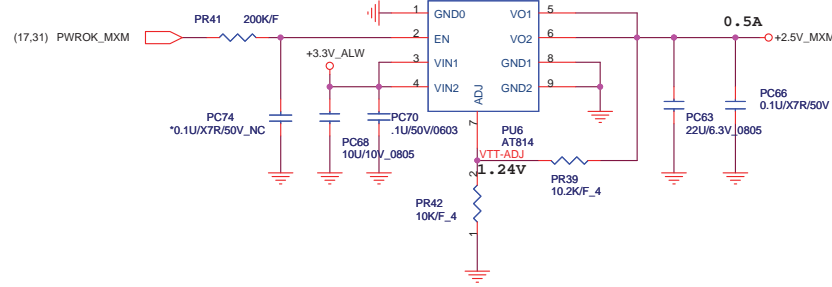 PR41 200K/F
(17,31) PWROK_MXM
+3.3V_ALW
1 GND0 VO1 5
2 EN VO2 6
3 VIN1 GND1 8
4 VIN2 GND2 9
ADJ
7
0.5A
+2.5V_MXM
PC74
*0.1U/X7R/50V_NC
PC68
10U/10V_0805
PC70
.1U/50V/0603
PU6
AT814
VTT-ADJ
1.24V
PC63
22U/6.3V_0805
PC66
0.1U/X7R/50V
PR39
10.2K/F_4
PR42
10K/F_4
2
1